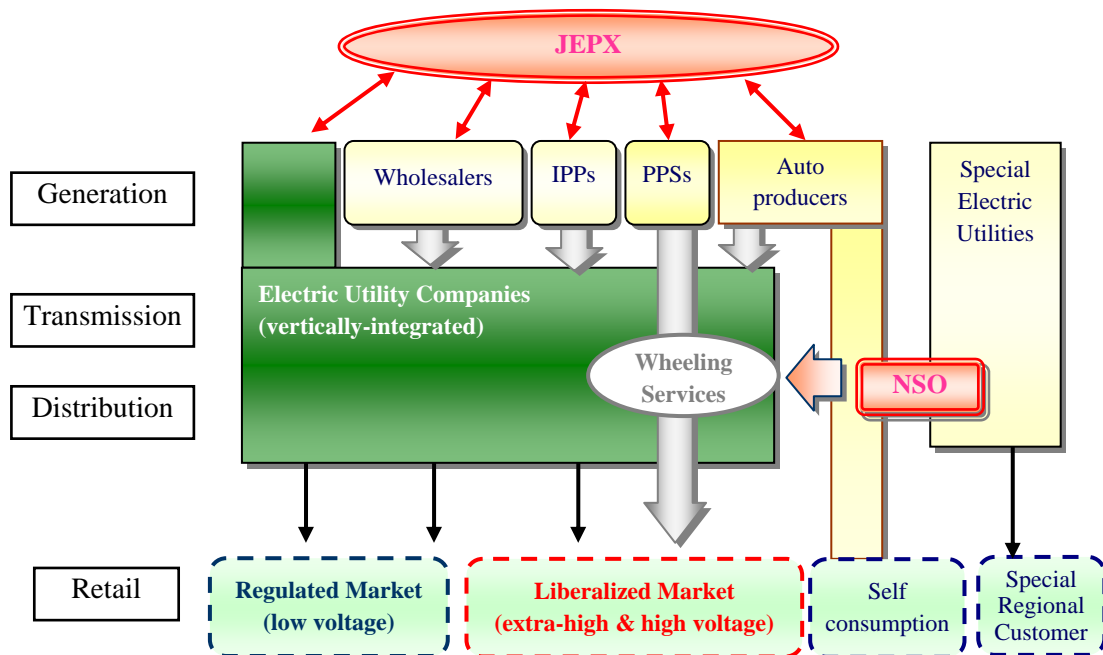 JEPX
Generation
Wholesalers
IPPs
PPSs
Auto
producers
Special
Electric
Utilities
Transmission
Electric Utility Companies
(vertically-integrated)
Wheeling
Services
NSO
Distribution
Retail
Regulated Market
(low voltage)
Liberalized Market
(extra-high & high voltage)
Self
consumption
Special
Regional
Customer